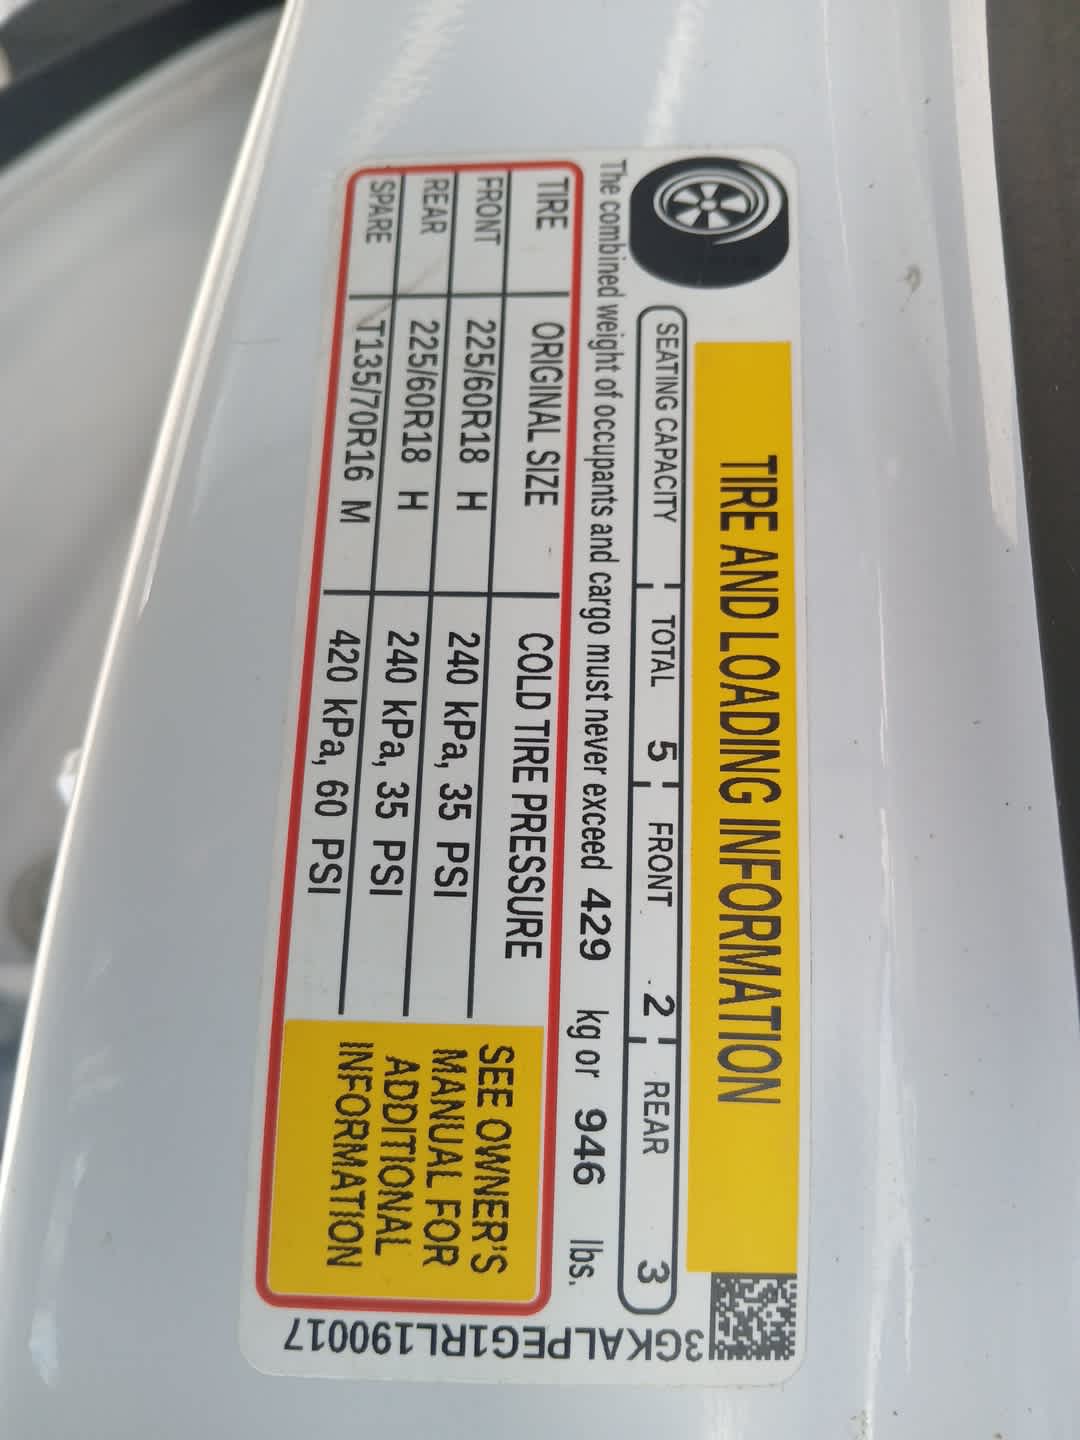 TIRE AND LOADING INFORMATION
SEATING CAPACITY TOTAL 5 FRONT 2 REAR 3
The combined weight of occupants and cargo must never exceed 429 kg or 946 lbs.
TIRE ORIGINAL SIZE COLD TIRE PRESSURE
FRONT 225/60R18 H 240 kPa, 35 PSI
REAR 225/60R18 H 240 kPa, 35 PSI
SPARE T135/70R16 M 420 kPa, 60 PSI
SEE OWNER'S
MANUAL FOR
ADDITIONAL
INFORMATION
3GKALPEG1RL190017